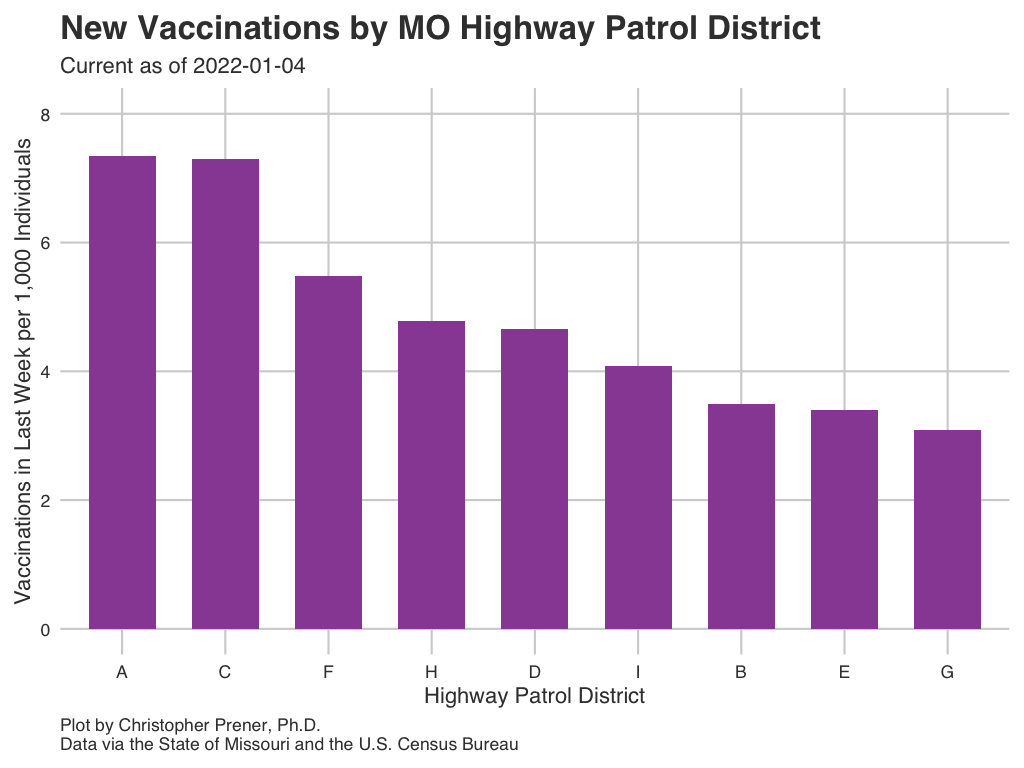 New Vaccinations by MO Highway Patrol District
Current as of 2022-01-04
Vaccinations in Last Week per 1,000 Individuals
8
6
4
2
0
A C F H D I B E G
Highway Patrol District
Plot by Christopher Prener, Ph.D.
Data via the State of Missouri and the U.S. Census Bureau